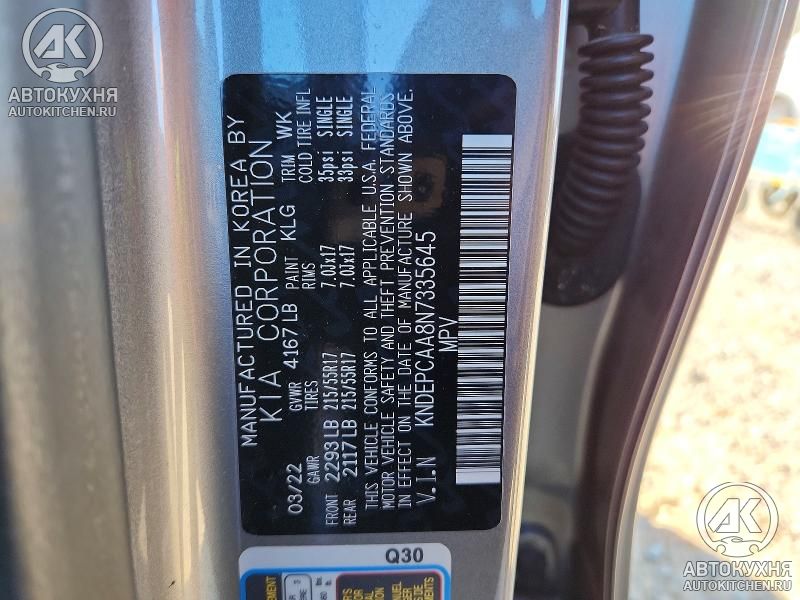 AK
АВТОКУХНЯ
AUTOKITCHEN.RU
MANUFACTURED IN KOREA BY
KIA CORPORATION
03/22 GVWR 4167 LB PAINT KLG TRIM WK
GAWR TIRES RIMS COLD TIRE INFL
FRONT 2293 LB 215/55R17 7.0JX17 35psi SINGLE
REAR 2117 LB 215/55R17 7.0JX17 33psi SINGLE
THIS VEHICLE CONFORMS TO ALL APPLICABLE U.S.A. FEDERAL
MOTOR VEHICLE SAFETY AND THEFT PREVENTION STANDARDS
IN EFFECT ON THE DATE OF MANUFACTURE SHOWN ABOVE.
V.I.N KNDEPCAA8N7335645
MPV
Q30
AK
АВТОКУХНЯ
AUTOKITCHEN.RU